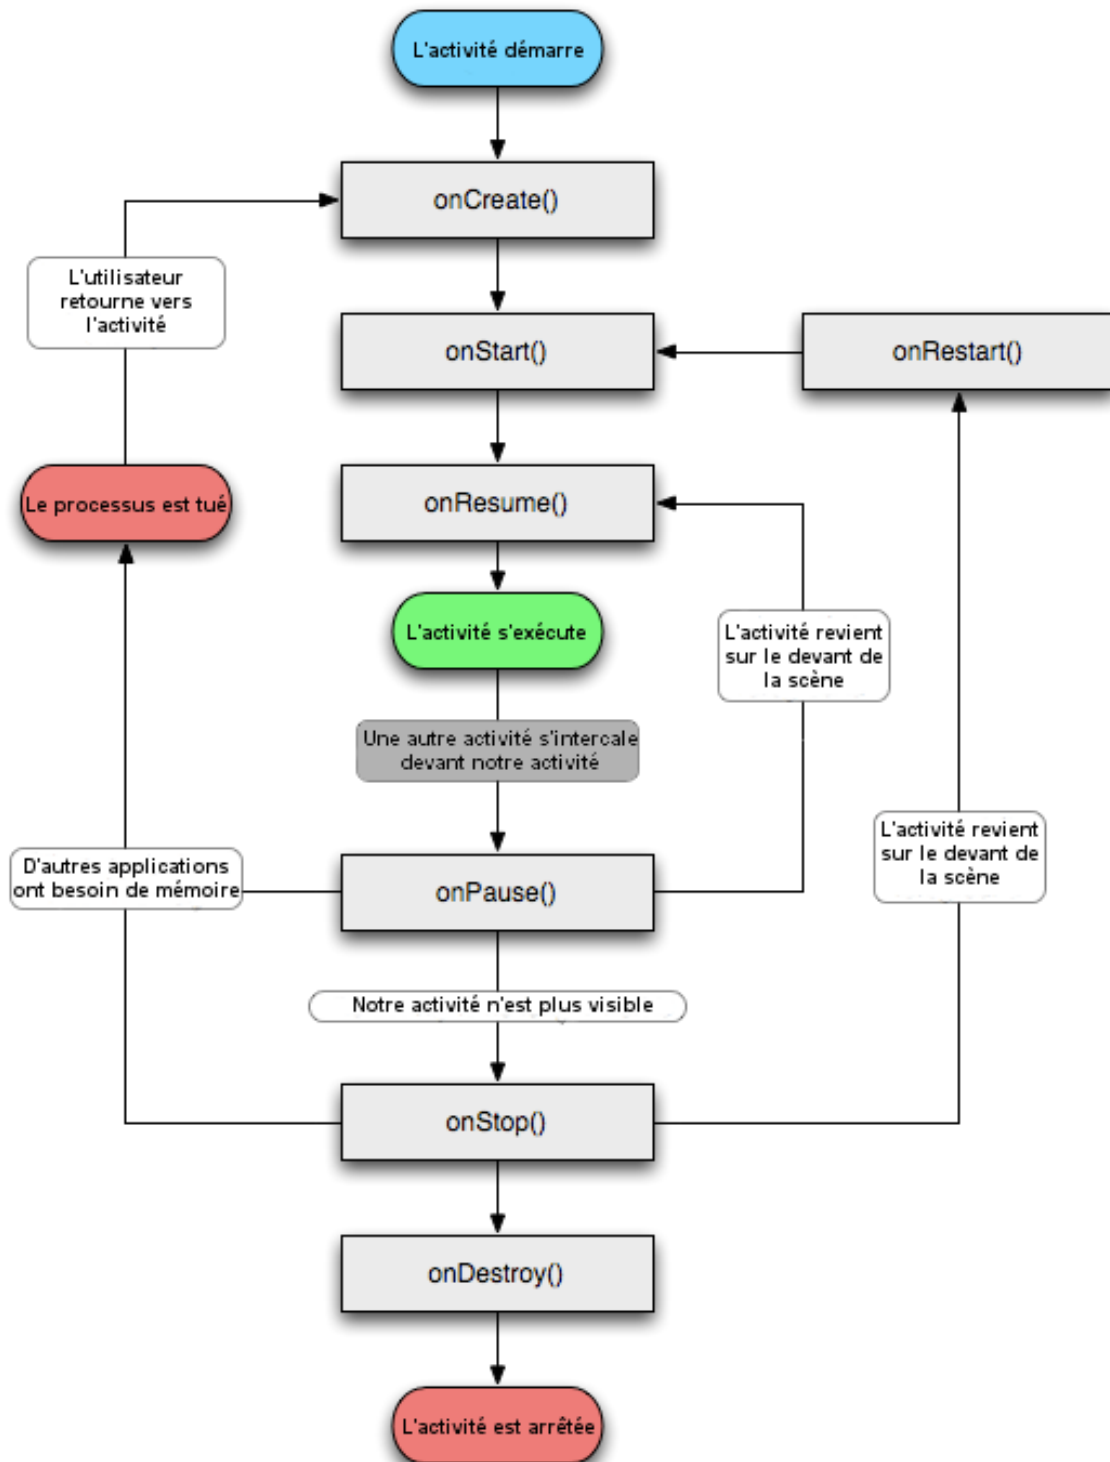 L'activité démarre
onCreate()
L'utilisateur
retourne vers
l'activité
onStart()
onRestart()
Le processus est tué
onResume()
L'activité s'exécute
L'activité revient
sur le devant de
la scène
Une autre activité s'intercale
devant notre activité
L'activité revient
sur le devant de
la scène
D'autres applications
ont besoin de mémoire
onPause()
Notre activité n'est plus visible
onStop()
onDestroy()
L'activité est arrêtée